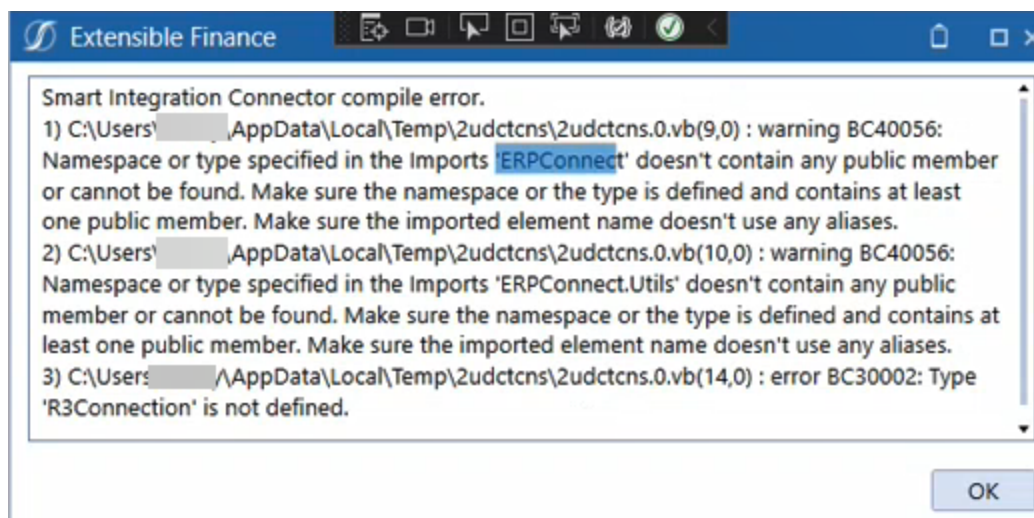 Extensible Finance
Smart Integration Connector compile error.
1) C:\Users\ \AppData\Local\Temp\2udctcns\2udctcns.0.vb(9,0) : warning BC40056:
Namespace or type specified in the Imports 'ERPConnect' doesn't contain any public member
or cannot be found. Make sure the namespace or the type is defined and contains at least
one public member. Make sure the imported element name doesn't use any aliases.
2) C:\Users\ \AppData\Local\Temp\2udctcns\2udctcns.0.vb(10,0) : warning BC40056:
Namespace or type specified in the Imports 'ERPConnect.Utils' doesn't contain any public
member or cannot be found. Make sure the namespace or the type is defined and contains at
least one public member. Make sure the imported element name doesn't use any aliases.
3) C:\Users \AppData\Local\Temp\2udctcns\2udctcns.0.vb(14,0) : error BC30002: Type
'R3Connection' is not defined.
OK